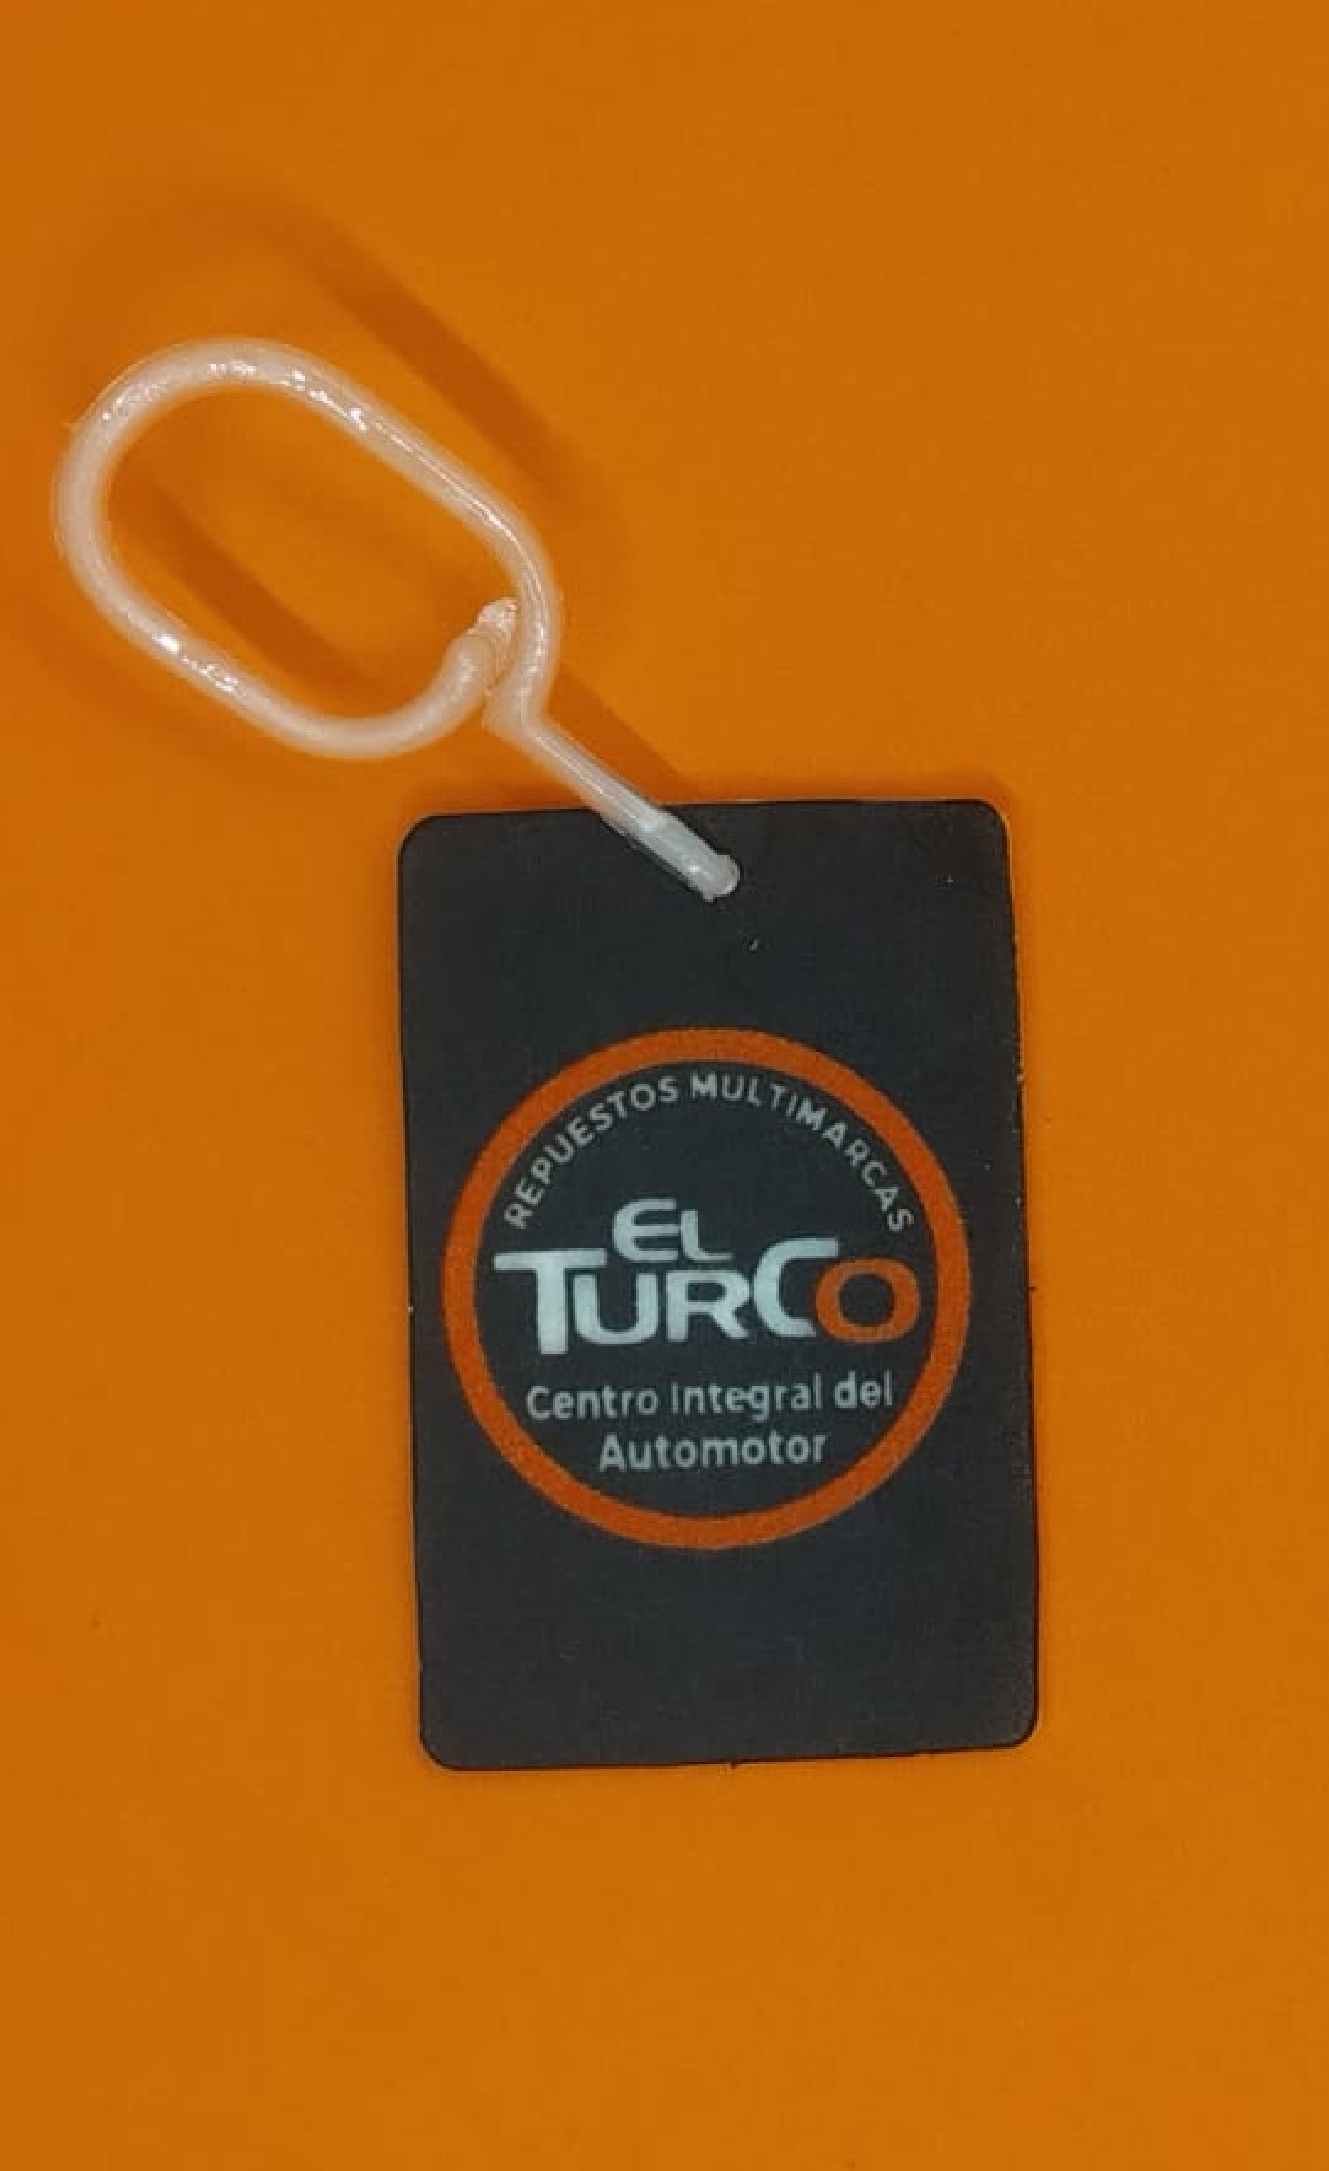 REPUESTOS MULTIMARCAS
EL
TURCO
Centro Integral del
Automotor